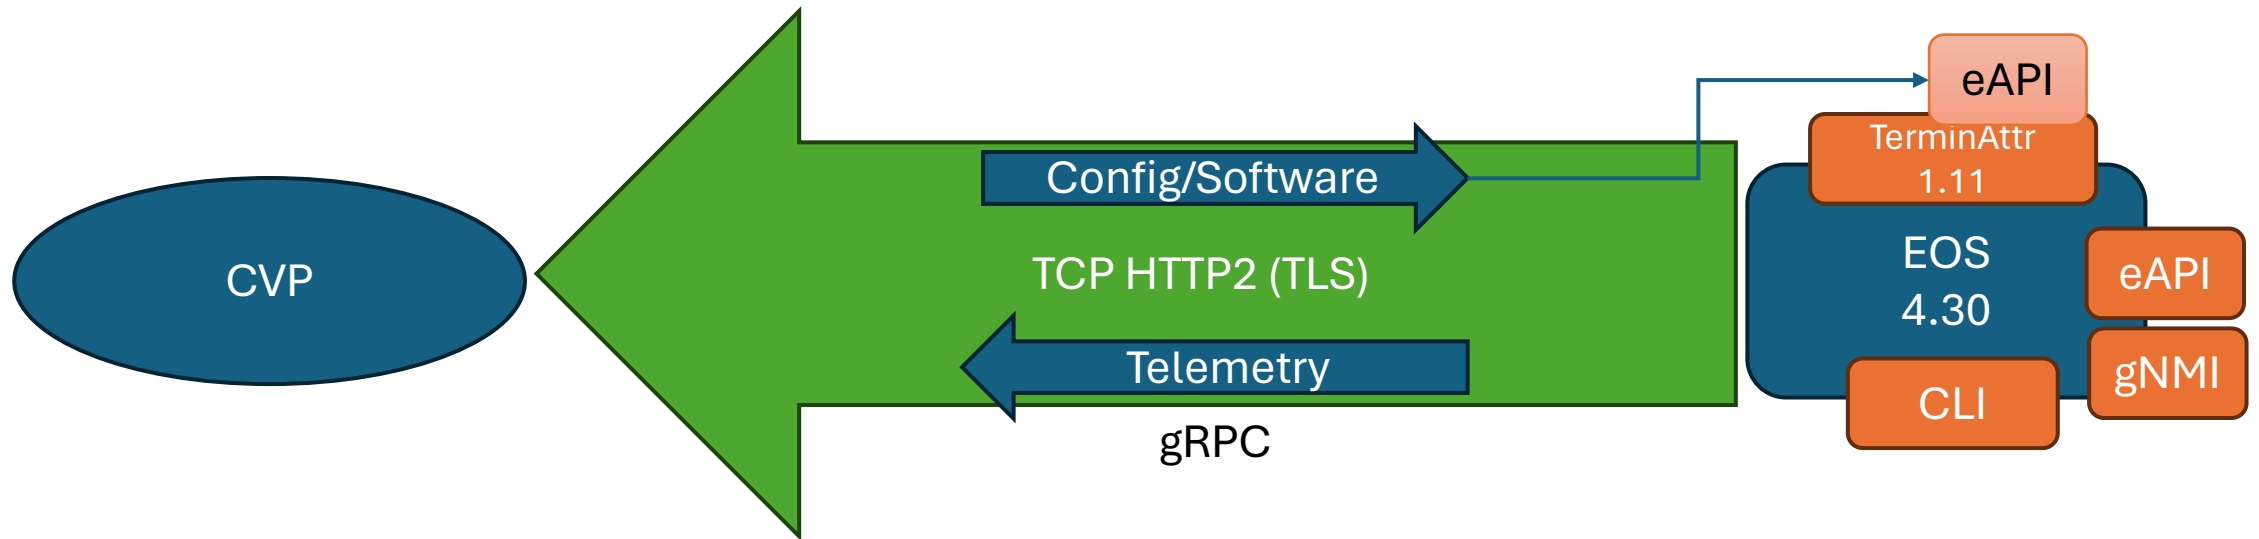 CVP
Config/Software
TCP HTTP2 (TLS)
Telemetry
gRPC
eAPI
TerminAttr
1.11
EOS
4.30
eAPI
gNMI
CLI